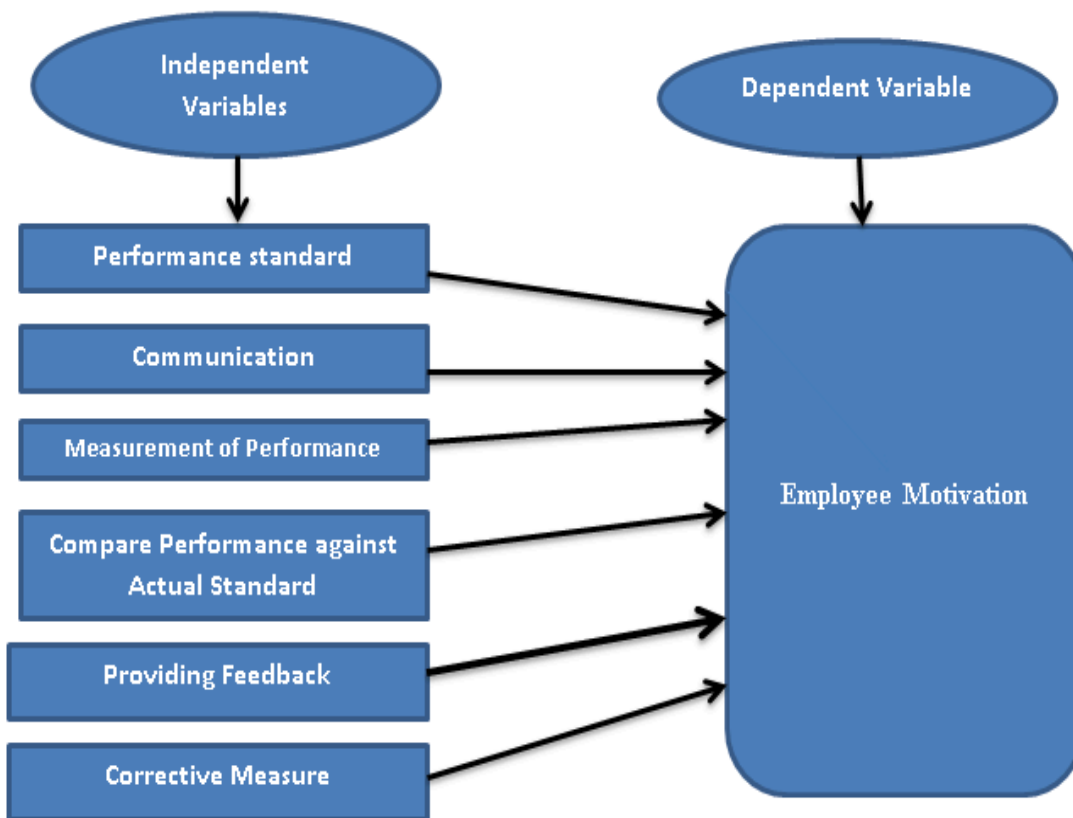 Independent
Variables
Dependent Variable
Performance standard
Communication
Measurement of Performance
Compare Performance against
Actual Standard
Providing Feedback
Corrective Measure
Employee Motivation